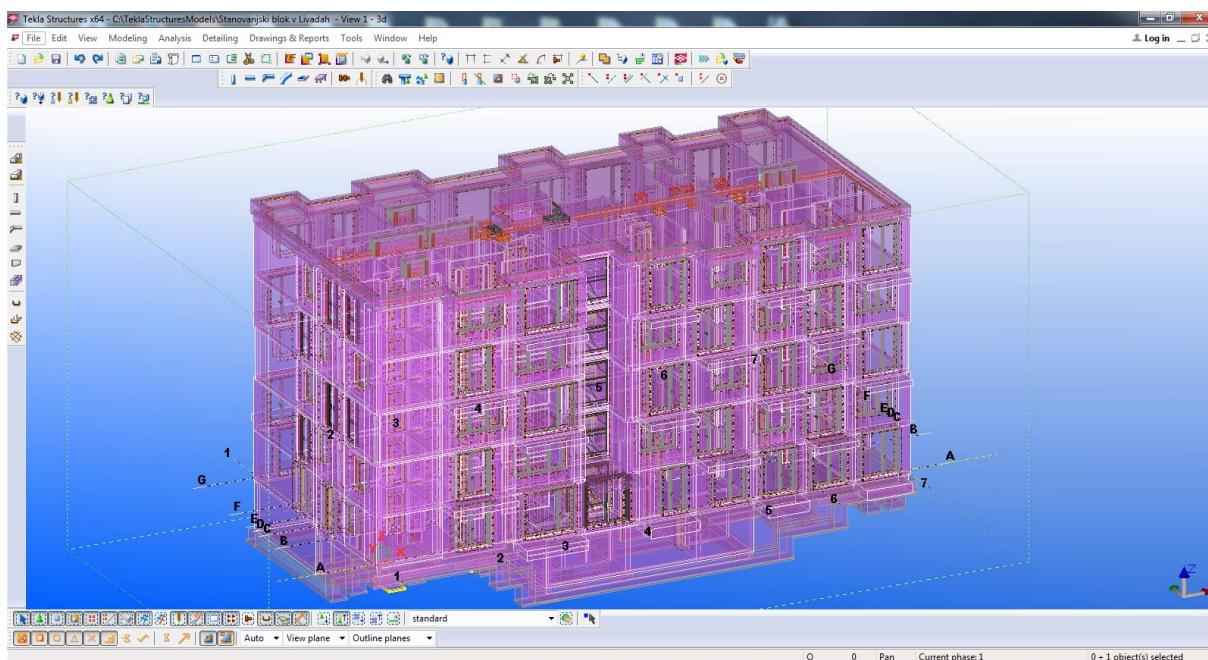 Tekla Structures x64 - C:\TeklaStructuresModels\Stanovanjski blok v Livadah - View 1 - 3d
File Edit View Modeling Analysis Detailing Drawings & Reports Tools Window Help
Log in
7
6
G
5
4
F
3
E
D
C
2
B
1
A
G
7
F
6
E
D
C
5
B
4
A
3
2
1
Z
Y
X
Z
standard
Auto
View plane
Outline planes
O
0
Pan
Current phase: 1
0 + 1 object(s) selected